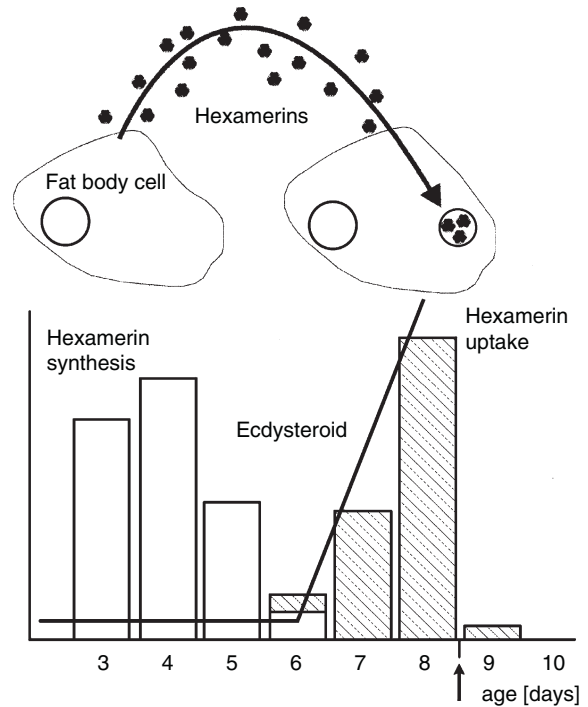 Hexamerins
Fat body cell
Hexamerin
synthesis
Hexamerin
uptake
Ecdysteroid
3 4 5 6 7 8 9 10
age [days]